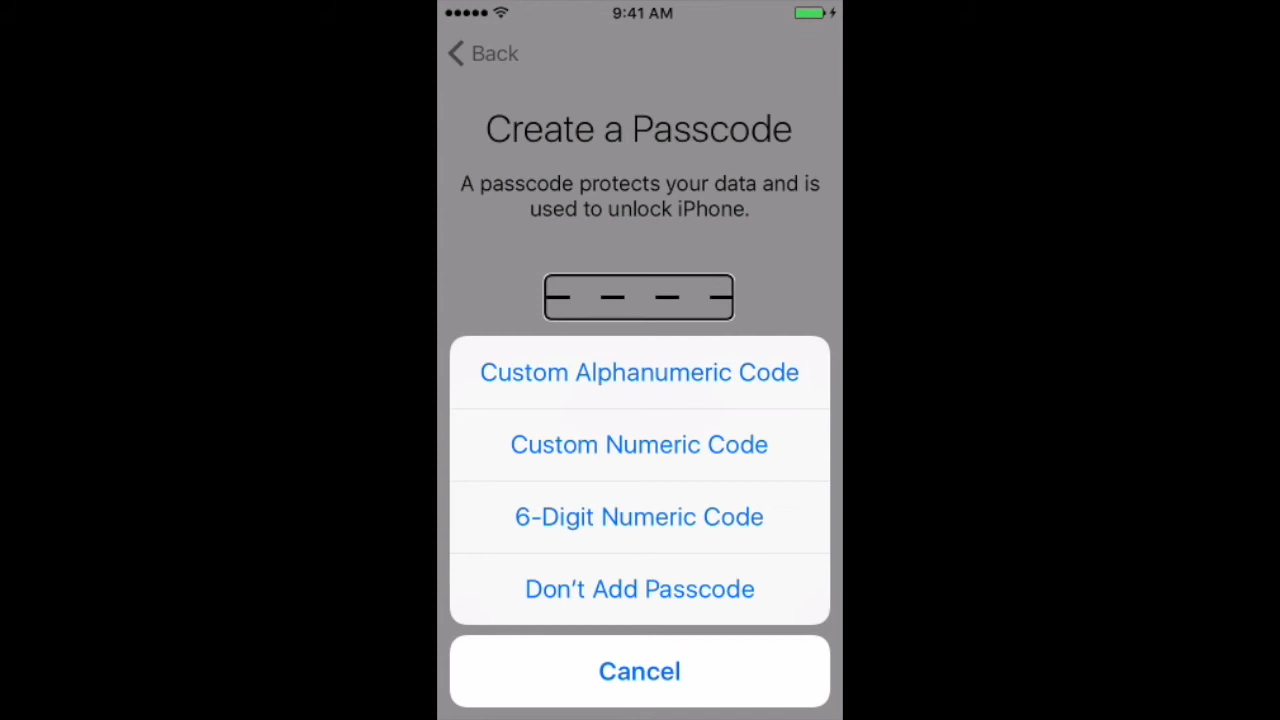 9:41 AM
Back
Create a Passcode
A passcode protects your data and is
used to unlock iPhone.
Custom Alphanumeric Code
Custom Numeric Code
6-Digit Numeric Code
Don’t Add Passcode
Cancel